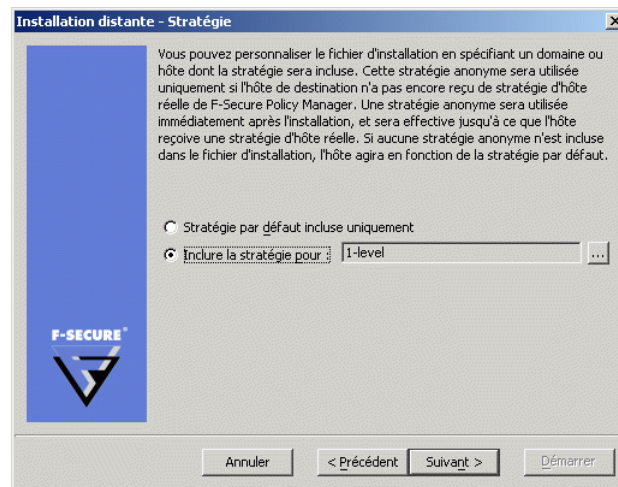 Installation distante - Stratégie
Vous pouvez personnaliser le fichier d'installation en spécifiant un domaine ou
hôte dont la stratégie sera incluse. Cette stratégie anonyme sera utilisée
uniquement si l'hôte de destination n'a pas encore reçu de stratégie d'hôte
réelle de F-Secure Policy Manager. Une stratégie anonyme sera utilisée
immédiatement après l'installation, et sera effective jusqu'à ce que l'hôte
reçoive une stratégie d'hôte réelle. Si aucune stratégie anonyme n'est incluse
dans le fichier d'installation, l'hôte agira en fonction de la stratégie par défaut.
Stratégie par défaut incluse uniquement
Inclure la stratégie pour : 1-level ...
F-SECURE®
Annuler < Précédent Suivant > Démarrer